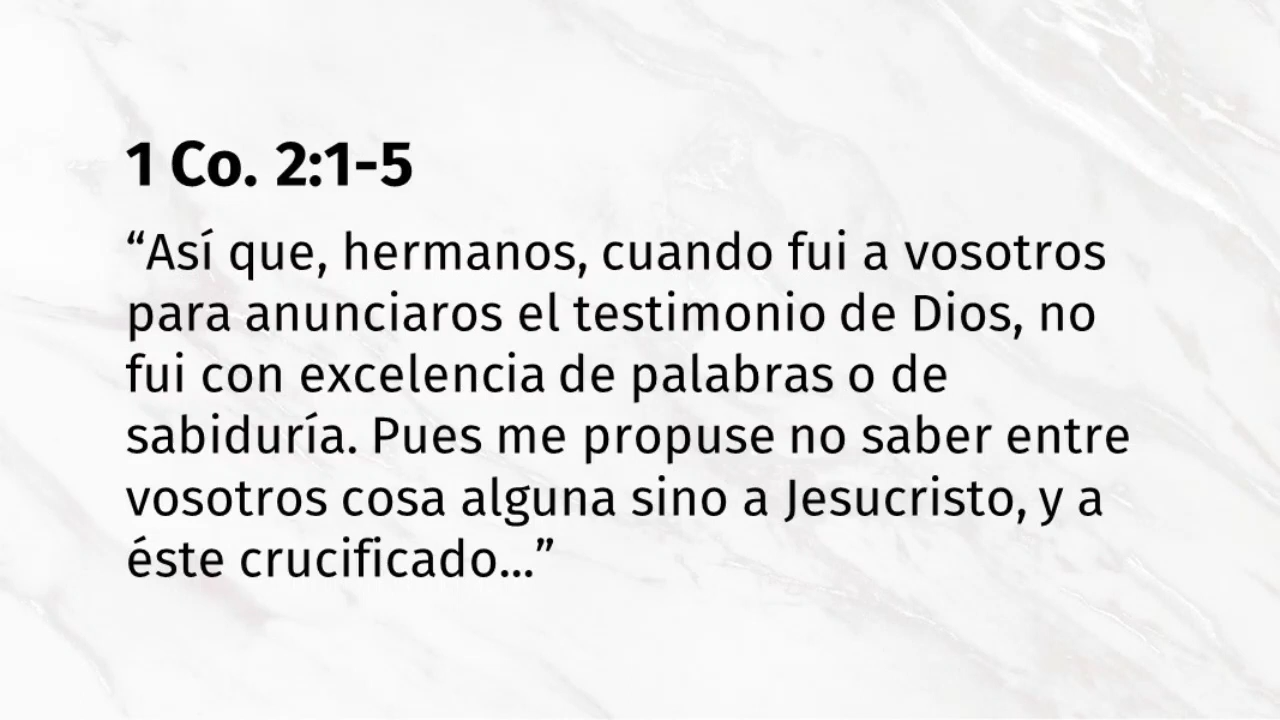 1 Co. 2:1-5
“Así que, hermanos, cuando fui a vosotros
para anunciaros el testimonio de Dios, no
fui con excelencia de palabras o de
sabiduría. Pues me propuse no saber entre
vosotros cosa alguna sino a Jesucristo, y a
éste crucificado...”